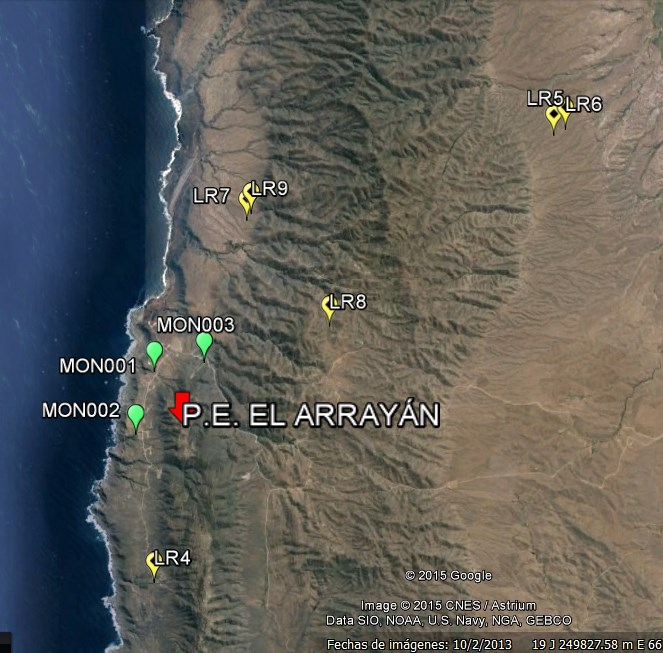 LR5
LR6
LR7
LR9
LR8
MON003
MON001
MON002
P.E. EL ARRAYÁN
LR4
© 2015 Google
Image © 2015 CNES / Astrium
Data SIO, NOAA, U.S. Navy, NGA, GEBCO
Fechas de imágenes: 10/2/2013 19 J 249827.58 m E 66